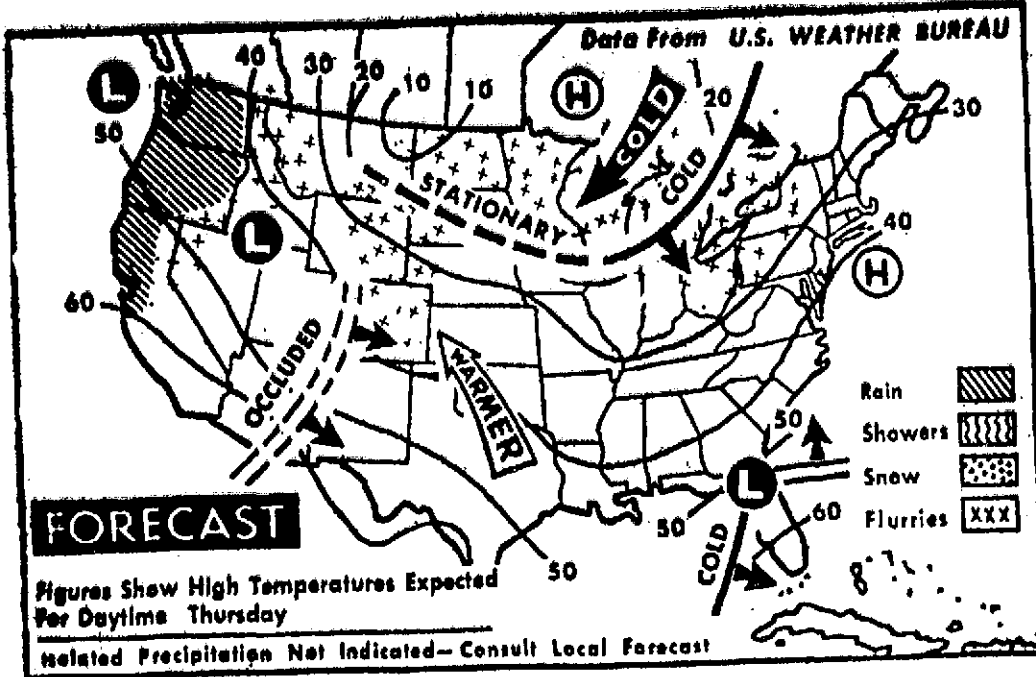 Data From U.S. WEATHER BUREAU
L
40
30
20
10
10
H
COLD
20
30
50
COLD
STATIONARY
L
40
H
60
OCCLUDED
WARMER
Rain
50
Showers
L
Snow
50
60
Flurries
XXX
COLD
FORECAST
50
Figures Show High Temperatures Expected
For Daytime Thursday
Isolated Precipitation Not Indicated—Consult Local Forecast